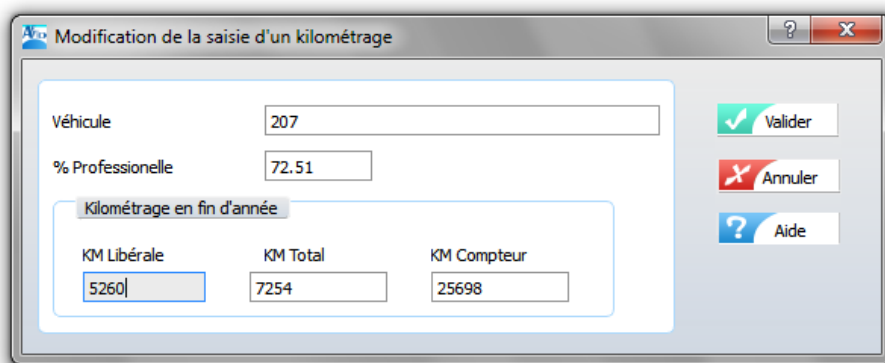 Modification de la saisie d'un kilométrage
Véhicule 207 Valider
% Professionelle 72.51 Annuler
Kilométrage en fin d'année Aide
KM Libérale KM Total KM Compteur
5260 7254 25698